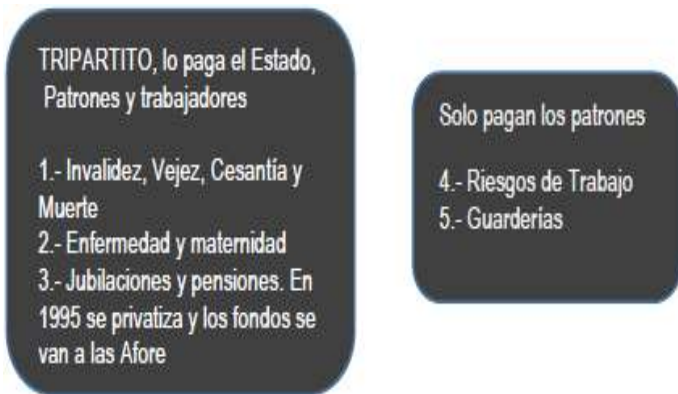 TRIPARTITO, lo paga el Estado,
Patrones y trabajadores
1.- Invalidez, Vejez, Cesantía y
Muerte
2.- Enfermedad y maternidad
3.- Jubilaciones y pensiones. En
1995 se privatiza y los fondos se
van a las Afore
Solo pagan los patrones
4.- Riesgos de Trabajo
5.- Guarderías